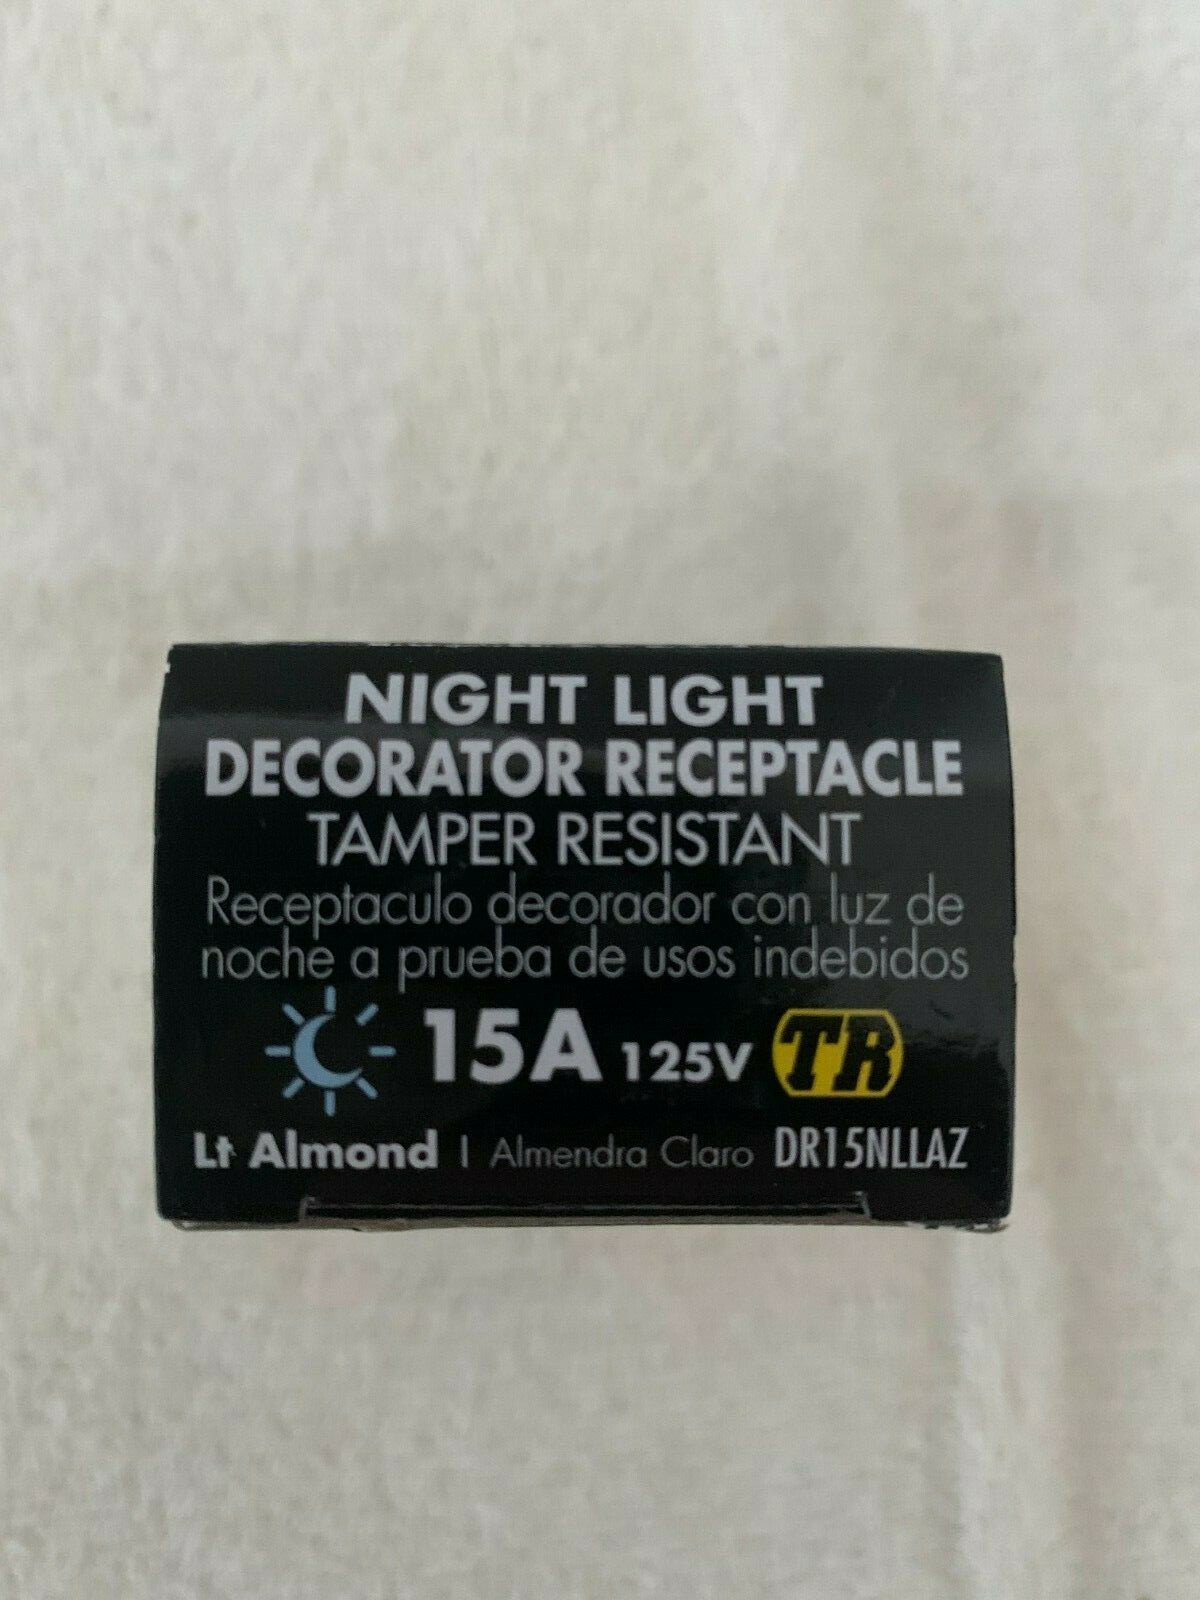 NIGHT LIGHT
DECORATOR RECEPTACLE
TAMPER RESISTANT
Receptaculo decorador con luz de
noche a prueba de usos indebidos
15A 125V TR
Lt Almond | Almendra Claro DR15NLLAZ